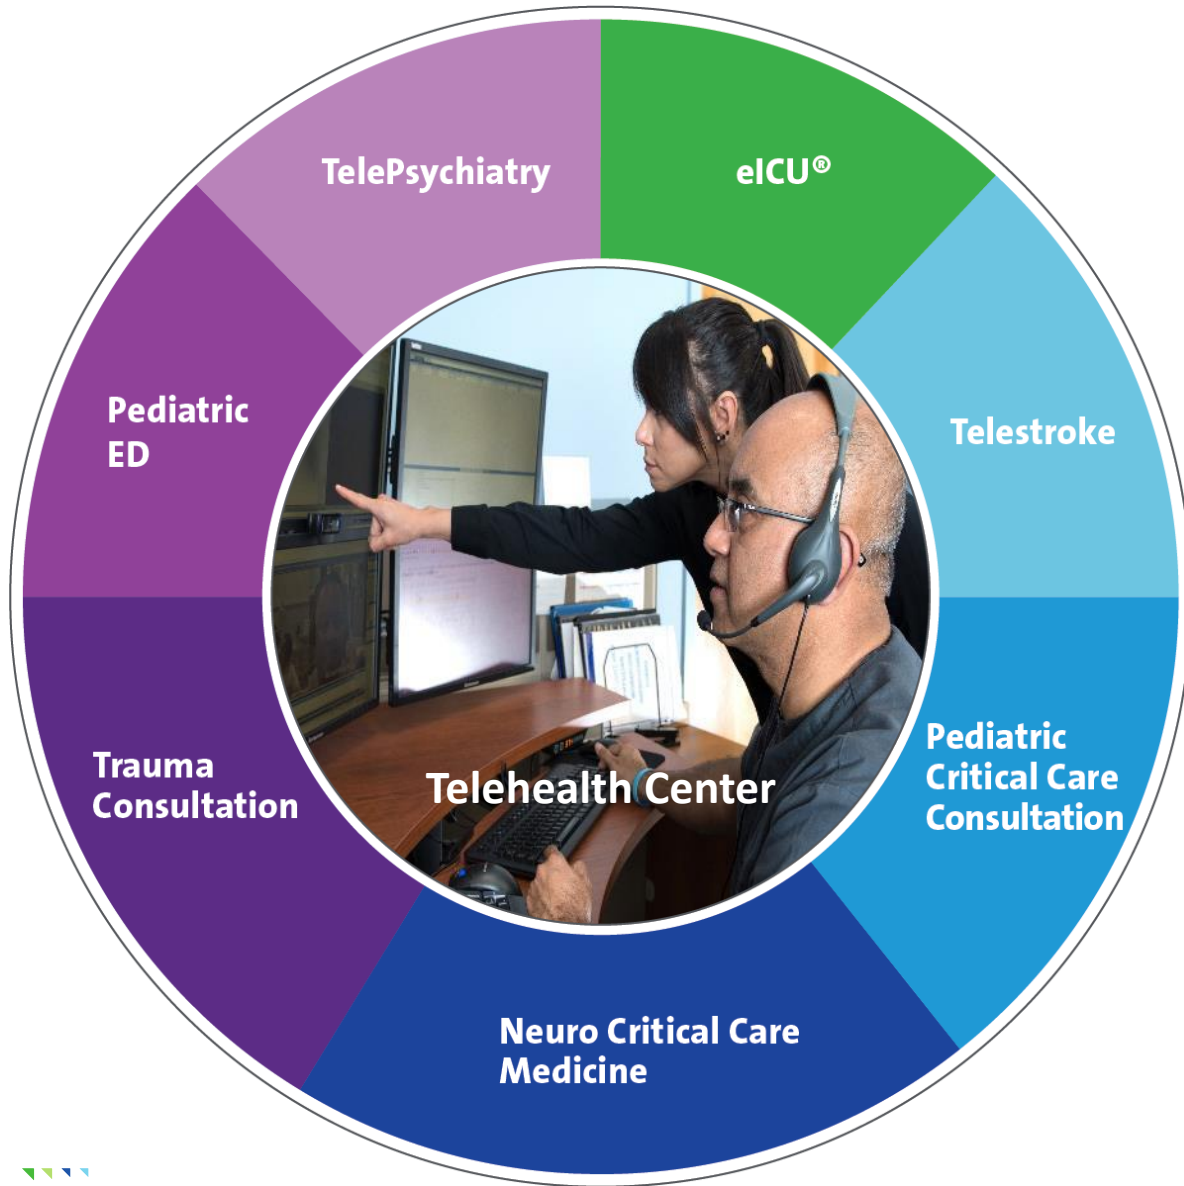 TelePsychiatry
eICU®
Telestroke
Pediatric
Critical Care
Consultation
Neuro Critical Care
Medicine
Trauma
Consultation
Pediatric
ED
Telehealth Center